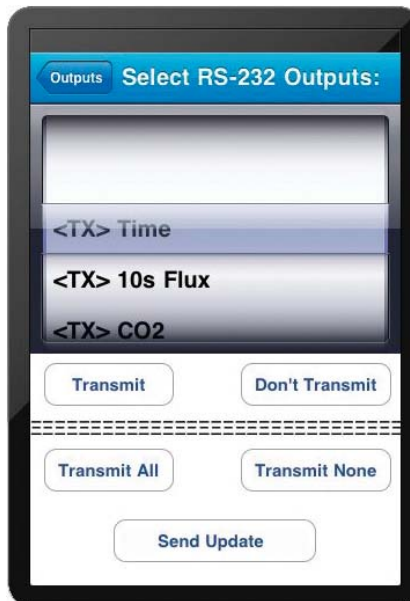 Outputs Select RS-232 Outputs:
<TX> Time
<TX> 10s Flux
<TX> CO2
Transmit Don't Transmit
Transmit All Transmit None
Send Update